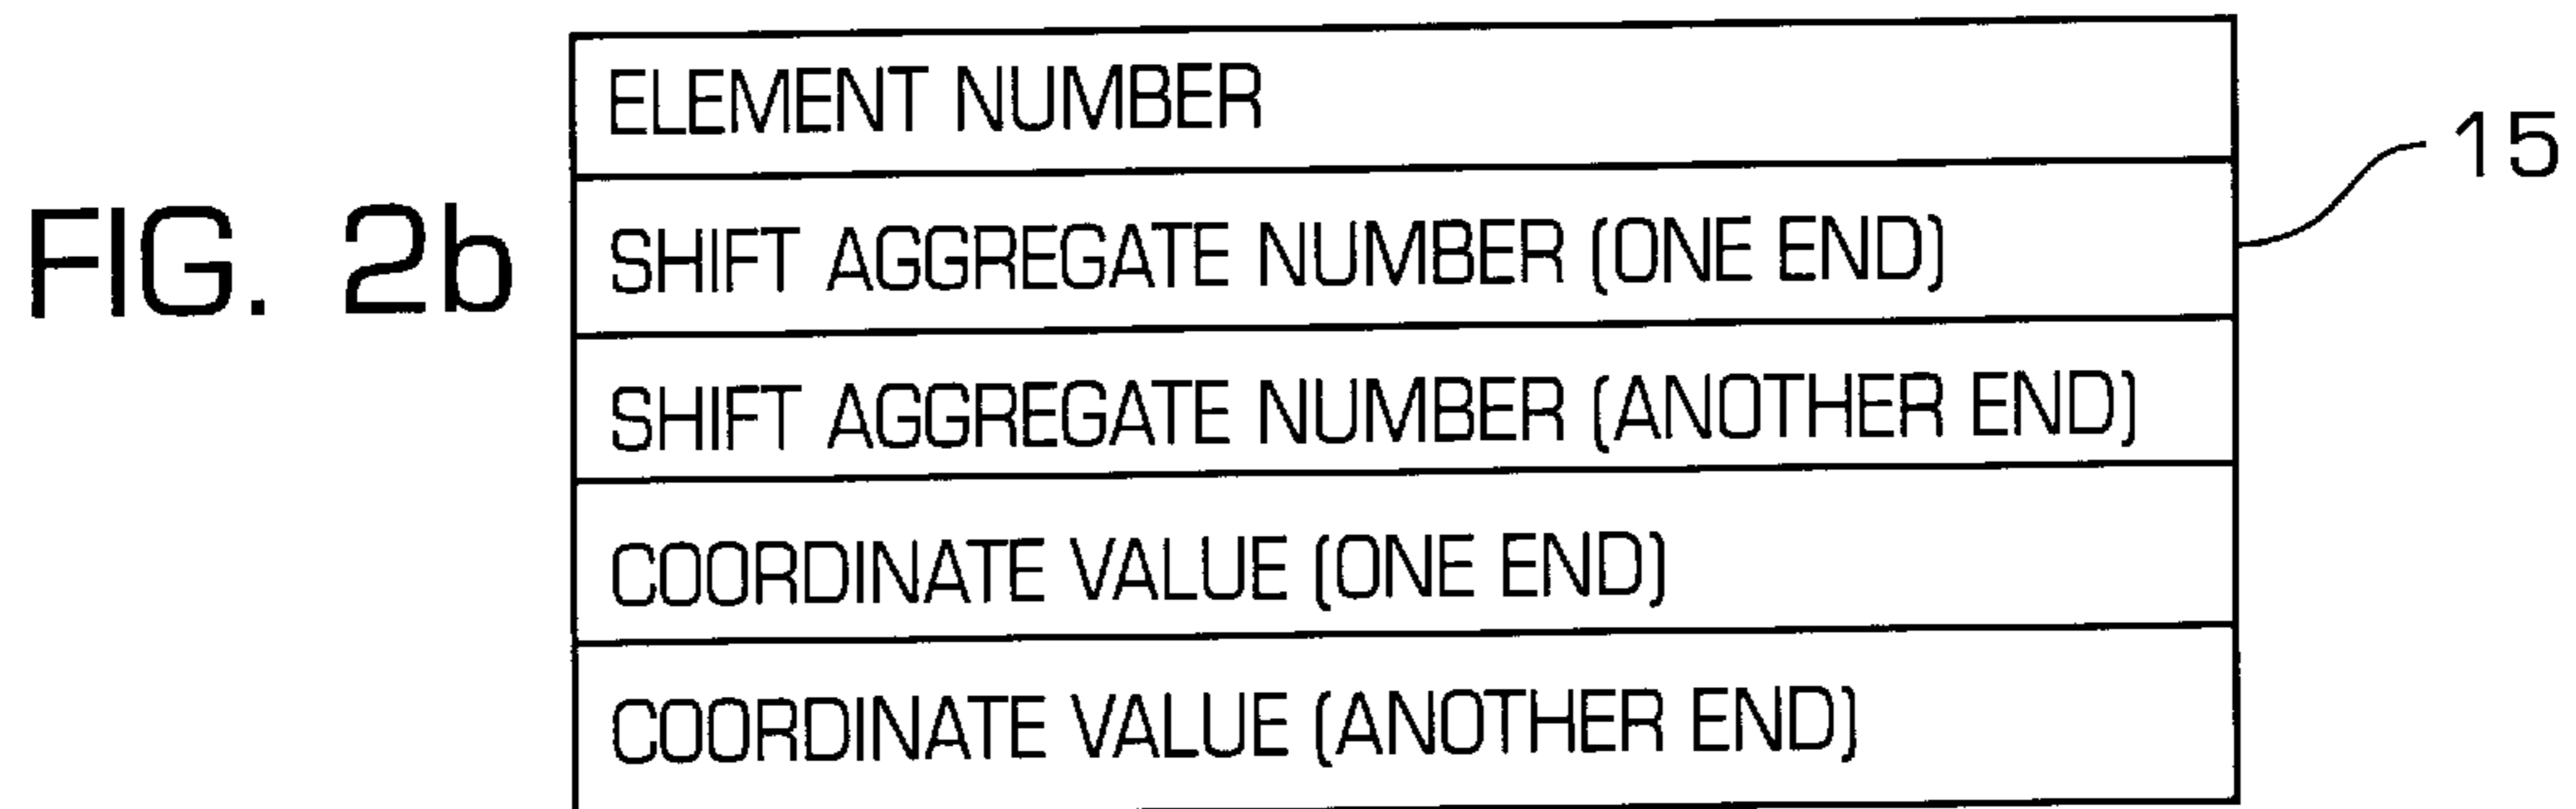 FIG. 2b
ELEMENT NUMBER
SHIFT AGGREGATE NUMBER (ONE END)
SHIFT AGGREGATE NUMBER (ANOTHER END)
COORDINATE VALUE (ONE END)
COORDINATE VALUE (ANOTHER END)
15